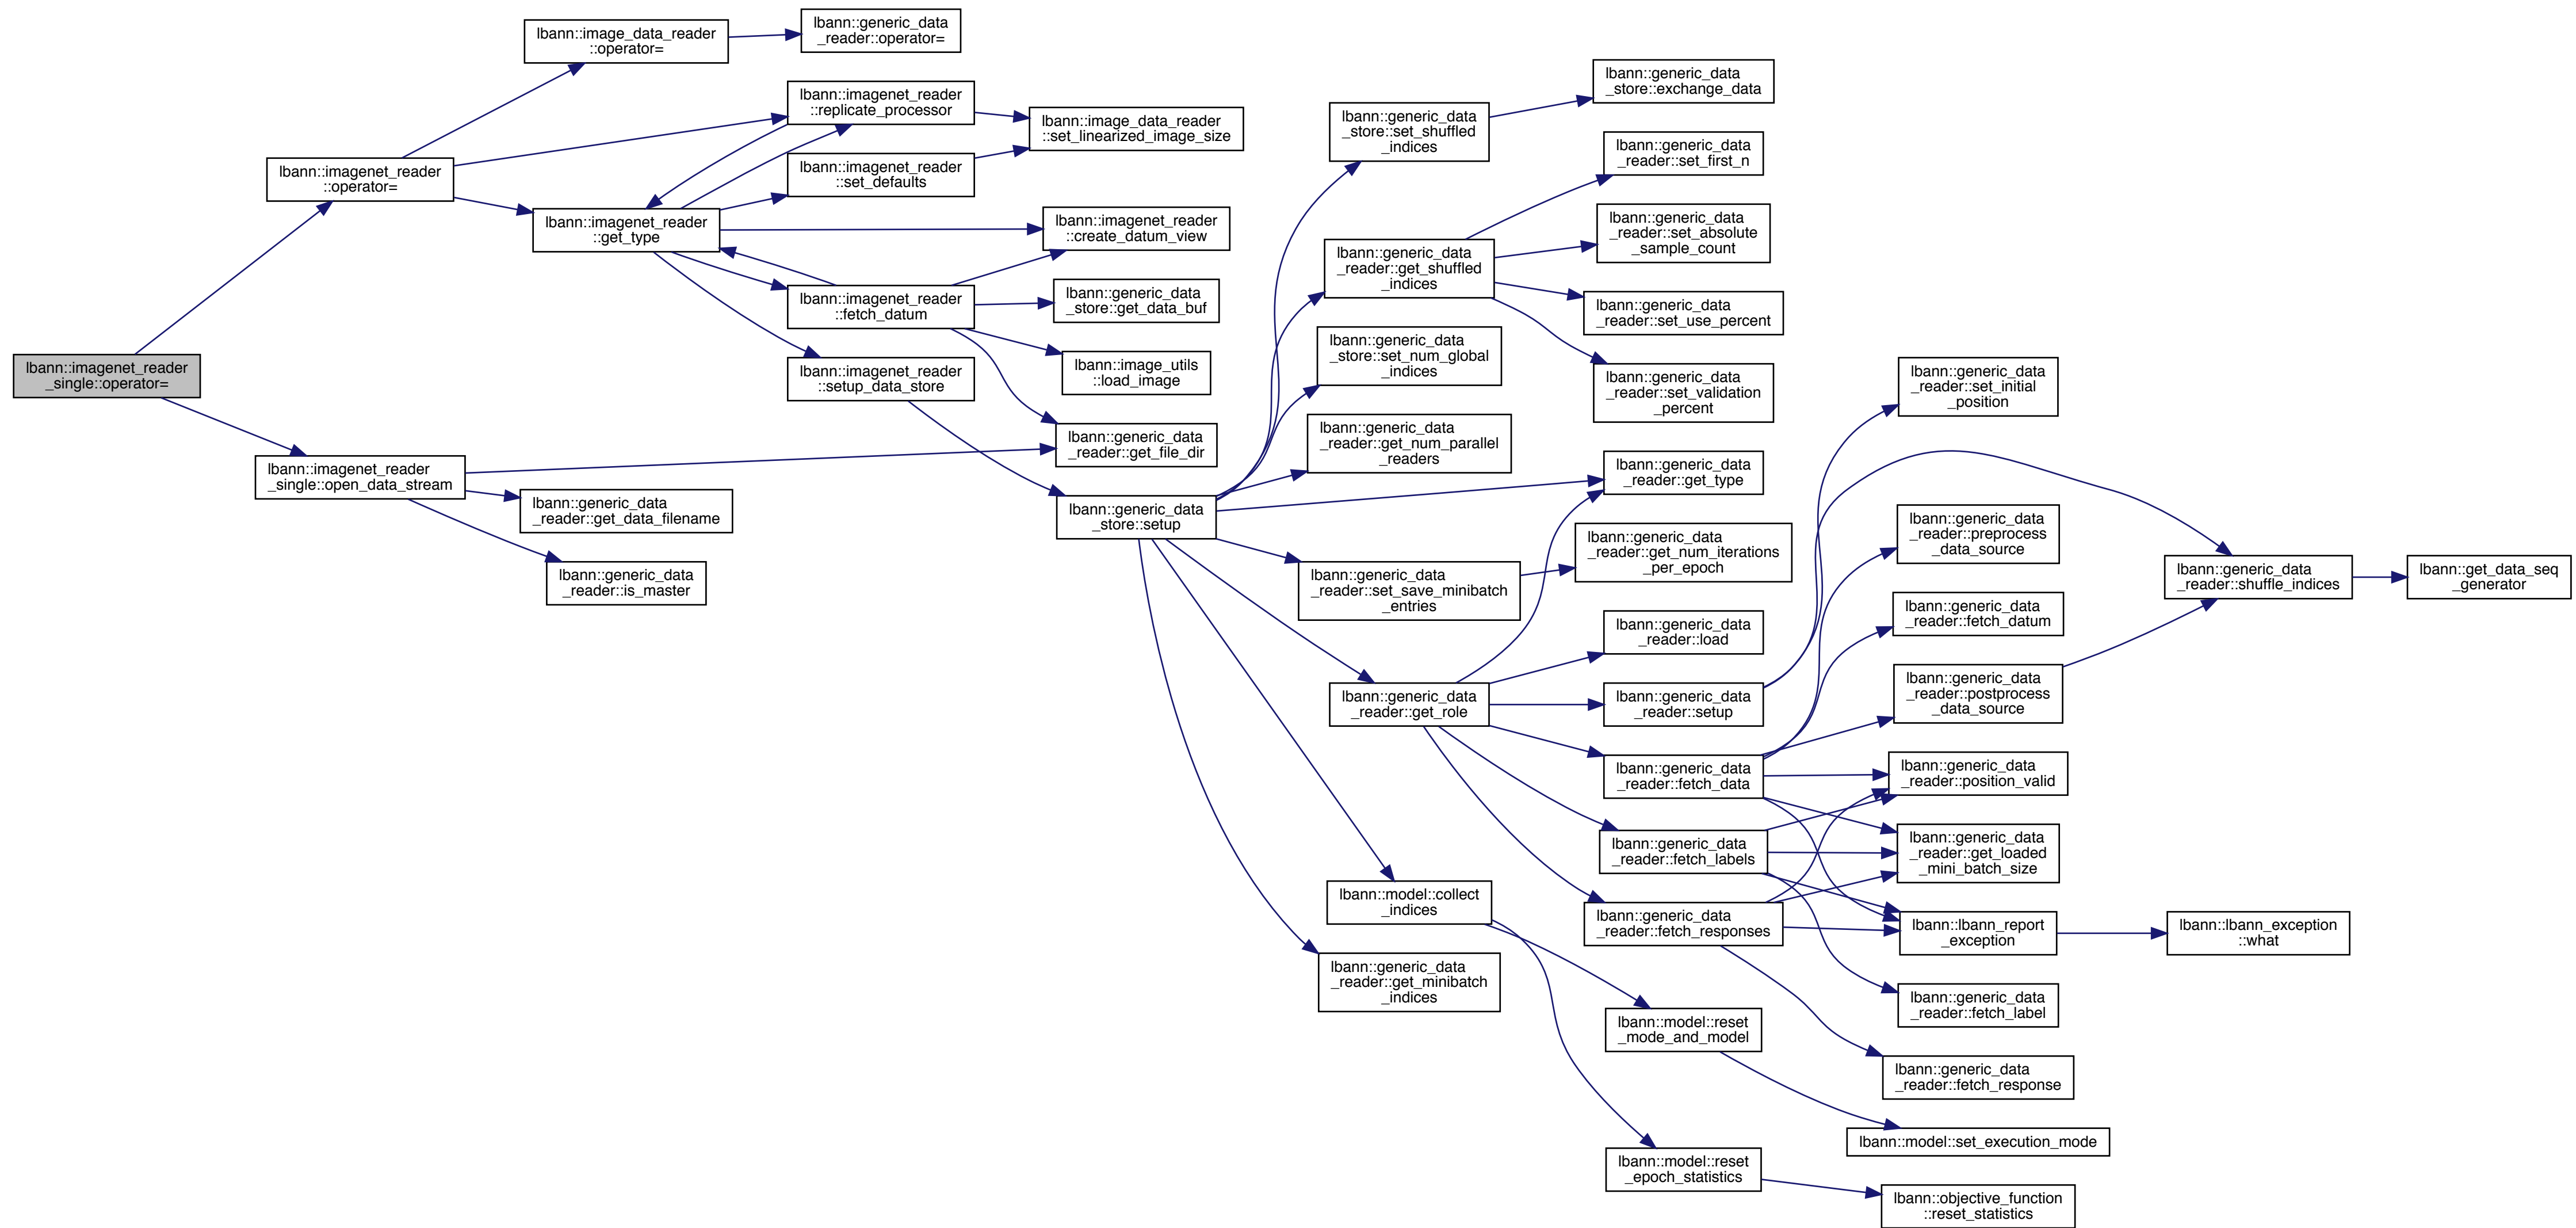 lbann::imagenet_reader
_single::operator=
lbann::imagenet_reader
::operator=
lbann::imagenet_reader
_single::open_data_stream
lbann::image_data_reader
::operator=
lbann::imagenet_reader
::get_type
lbann::generic_data
_reader::get_data_filename
lbann::generic_data
_reader::is_master
lbann::generic_data
_reader::operator=
lbann::imagenet_reader
::replicate_processor
lbann::imagenet_reader
::set_defaults
lbann::imagenet_reader
::fetch_datum
lbann::imagenet_reader
::setup_data_store
lbann::image_data_reader
::set_linearized_image_size
lbann::imagenet_reader
::create_datum_view
lbann::generic_data
_store::get_data_buf
lbann::image_utils
::load_image
lbann::generic_data
_reader::get_file_dir
lbann::generic_data
_store::setup
lbann::generic_data
_store::set_shuffled
_indices
lbann::generic_data
_reader::get_shuffled
_indices
lbann::generic_data
_store::set_num_global
_indices
lbann::generic_data
_reader::get_num_parallel
_readers
lbann::generic_data
_reader::set_save_minibatch
_entries
lbann::generic_data
_reader::get_role
lbann::model::collect
_indices
lbann::generic_data
_reader::get_minibatch
_indices
lbann::generic_data
_store::exchange_data
lbann::generic_data
_reader::set_first_n
lbann::generic_data
_reader::set_absolute
_sample_count
lbann::generic_data
_reader::set_use_percent
lbann::generic_data
_reader::set_validation
_percent
lbann::generic_data
_reader::get_type
lbann::generic_data
_reader::get_num_iterations
_per_epoch
lbann::generic_data
_reader::load
lbann::generic_data
_reader::setup
lbann::generic_data
_reader::fetch_data
lbann::generic_data
_reader::fetch_labels
lbann::generic_data
_reader::fetch_responses
lbann::model::reset
_mode_and_model
lbann::model::reset
_epoch_statistics
lbann::generic_data
_reader::set_initial
_position
lbann::generic_data
_reader::preprocess
_data_source
lbann::generic_data
_reader::fetch_datum
lbann::generic_data
_reader::postprocess
_data_source
lbann::generic_data
_reader::position_valid
lbann::generic_data
_reader::get_loaded
_mini_batch_size
lbann::lbann_report
_exception
lbann::generic_data
_reader::fetch_label
lbann::generic_data
_reader::fetch_response
lbann::model::set_execution_mode
lbann::objective_function
::reset_statistics
lbann::generic_data
_reader::shuffle_indices
lbann::lbann_exception
::what
lbann::get_data_seq
_generator